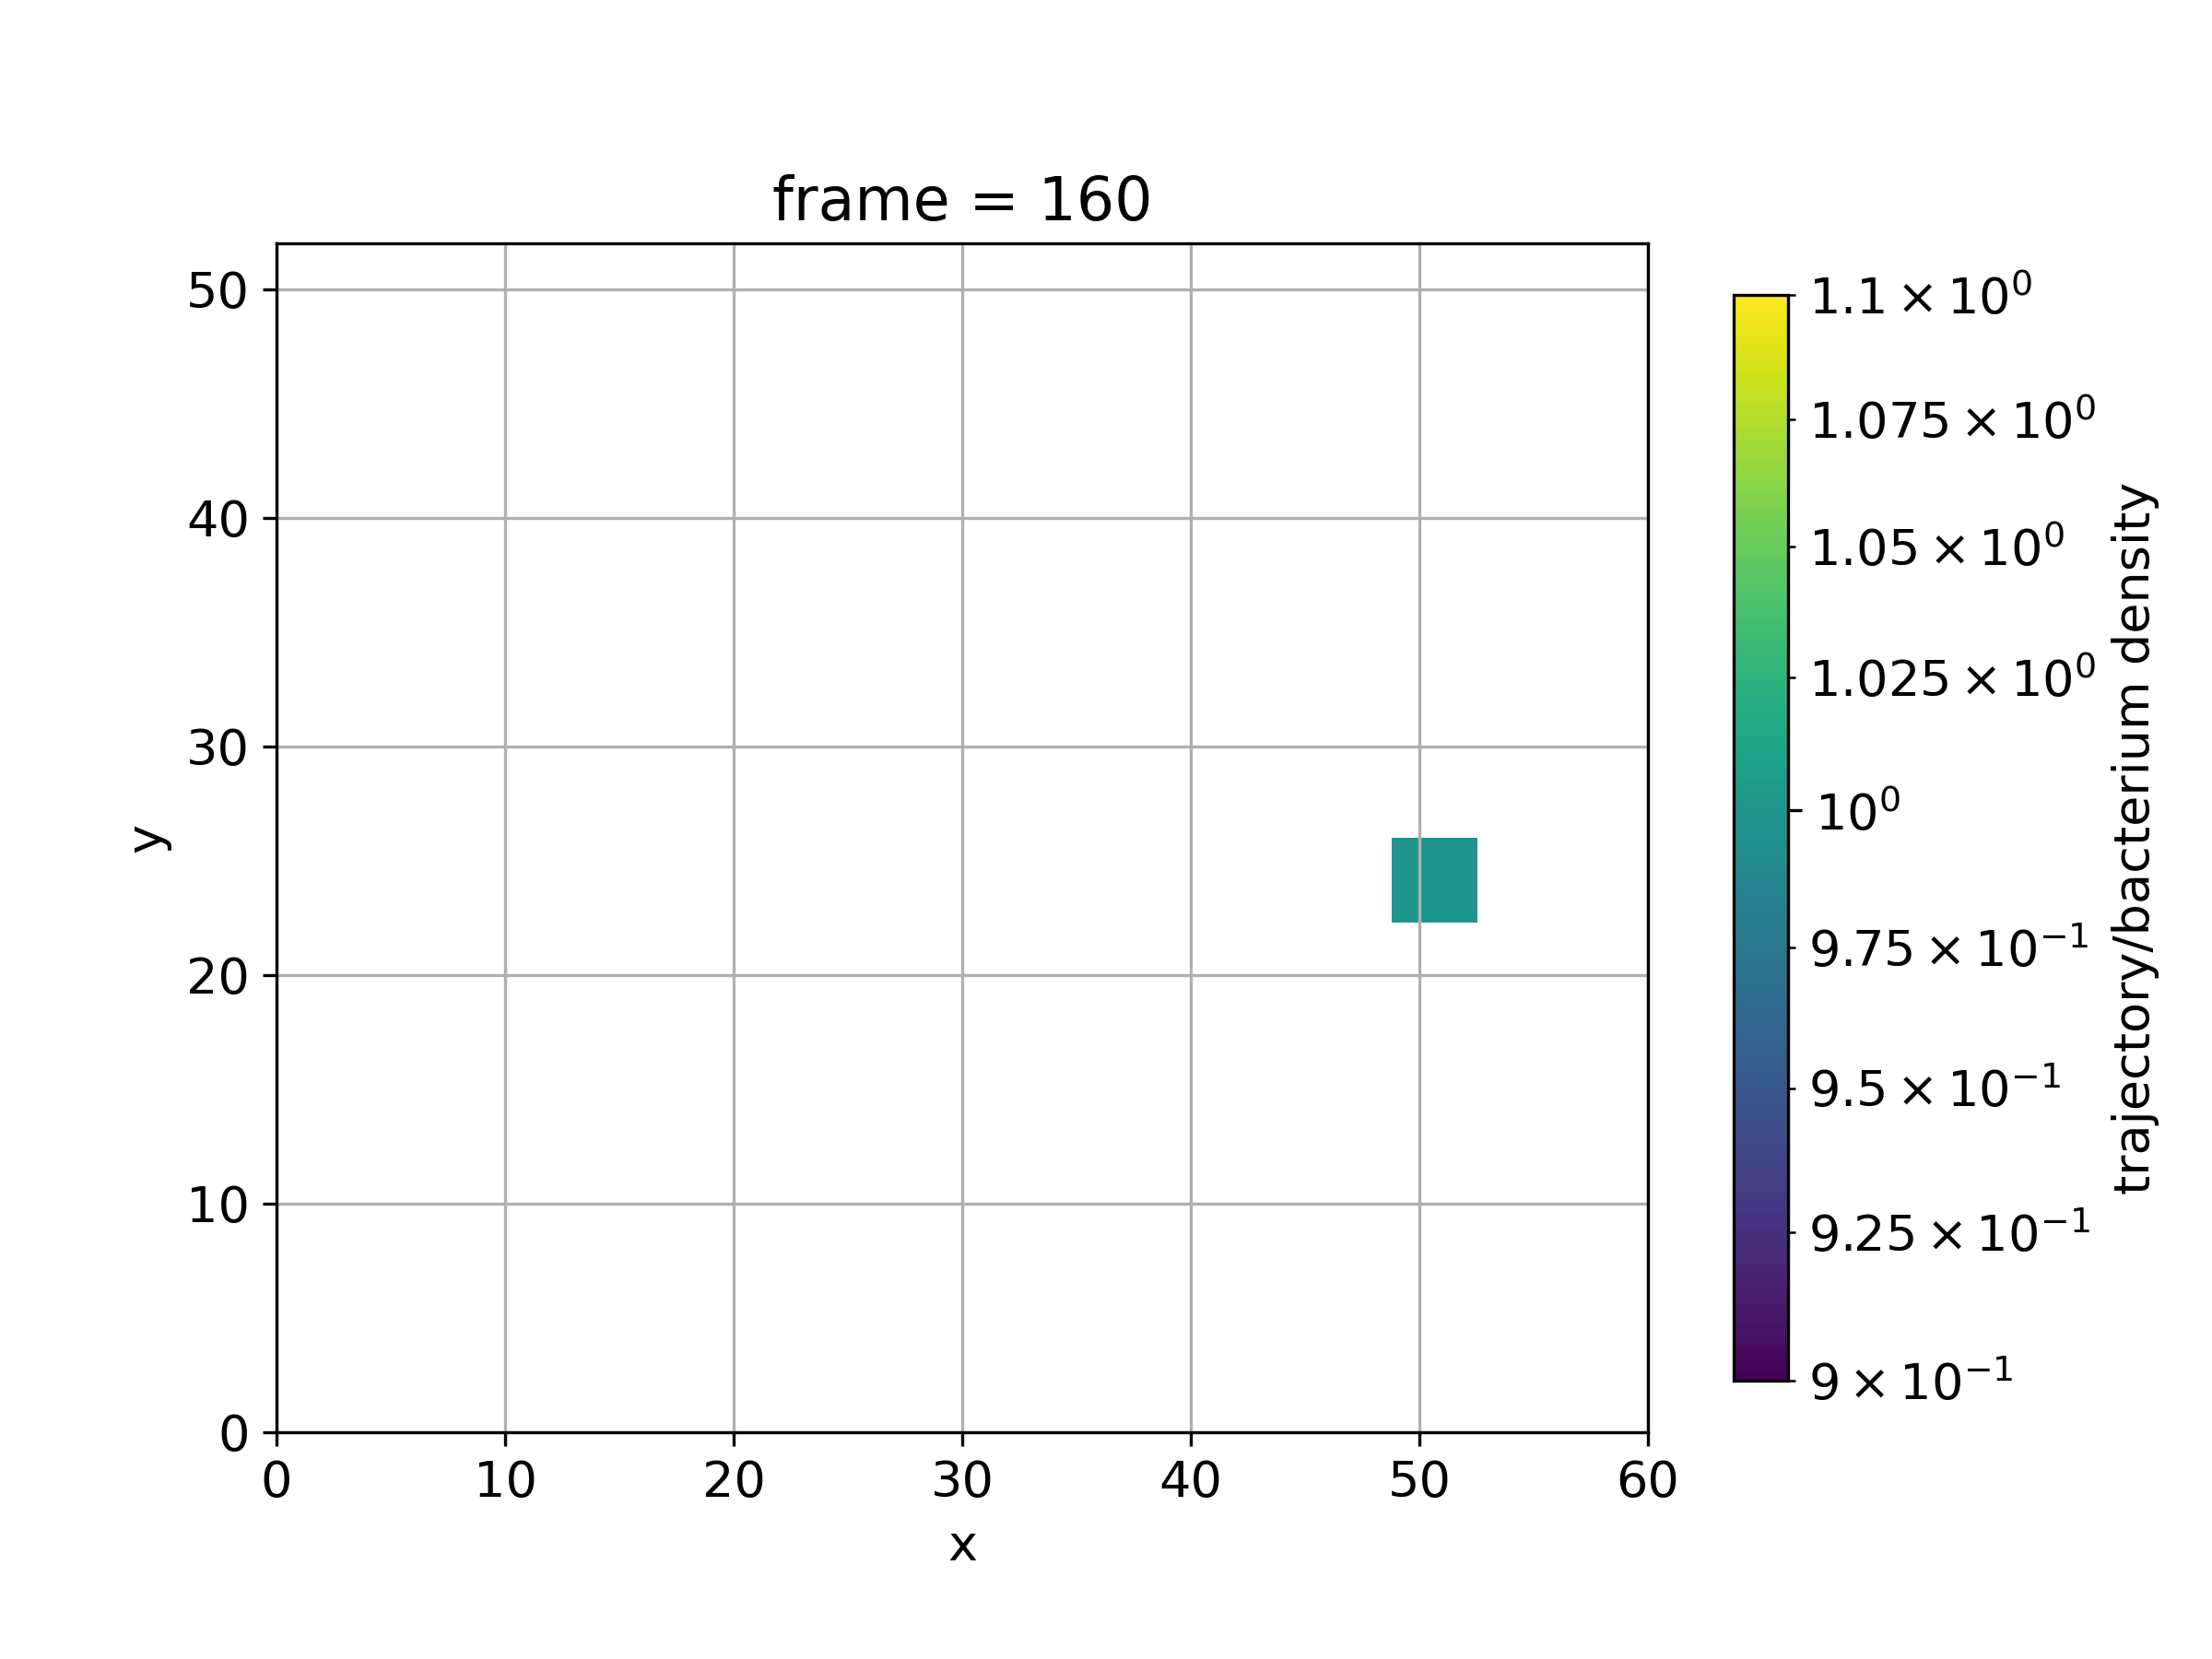 frame = 160
50
40
30
20
10
0
y
0 10 20 30 40 50 60
x
1.1 × 10⁰
1.075 × 10⁰
1.05 × 10⁰
1.025 × 10⁰
10⁰
9.75 × 10⁻¹
9.5 × 10⁻¹
9.25 × 10⁻¹
9 × 10⁻¹
trajectory/bacterium density